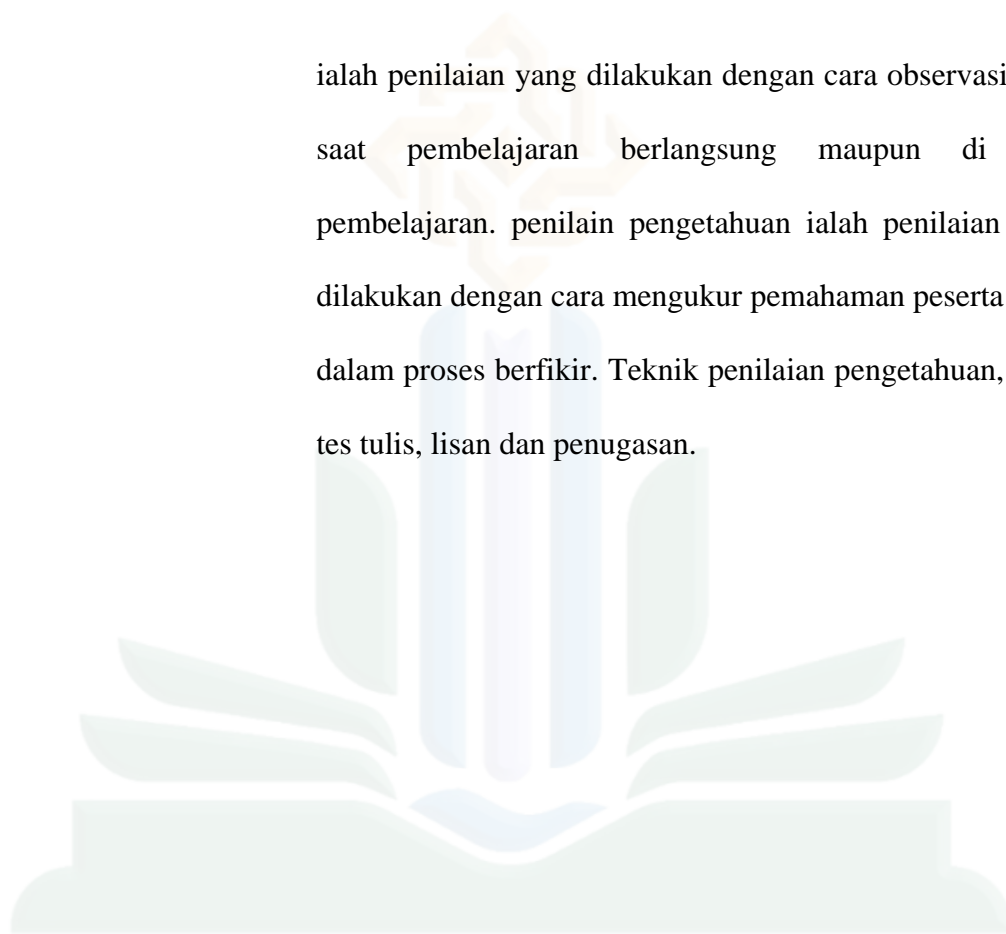 ialah penilaian yang dilakukan dengan cara observasi
saat pembelajaran berlangsung maupun di
pembelajaran. penilain pengetahuan ialah penilaian
dilakukan dengan cara mengukur pemahaman peserta
dalam proses berfikir. Teknik penilaian pengetahuan,
tes tulis, lisan dan penugasan.